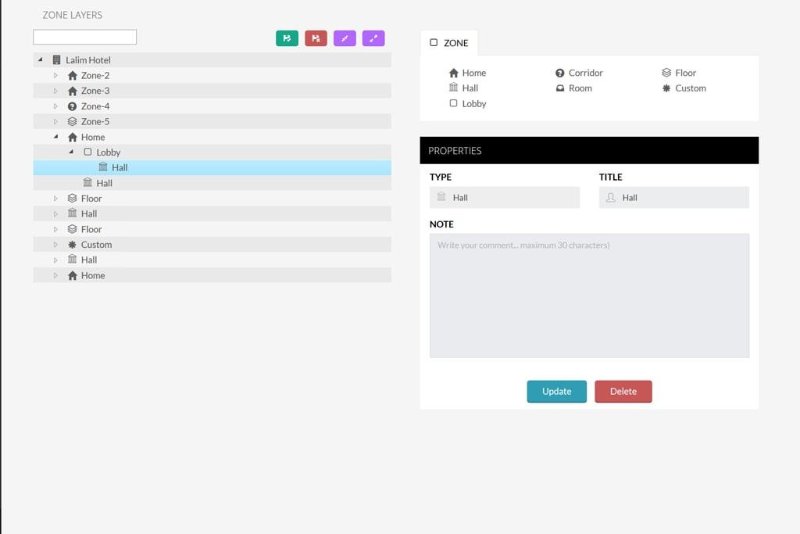 ZONE LAYERS
Lalim Hotel
Zone-2
Zone-3
Zone-4
Zone-5
Home
Lobby
Hall
Hall
Floor
Hall
Floor
Custom
Hall
Home
ZONE
Home
Corridor
Floor
Hall
Room
Custom
Lobby
PROPERTIES
TYPE
TITLE
Hall
Hall
NOTE
Write your comment... maximum 30 characters)
Update
Delete